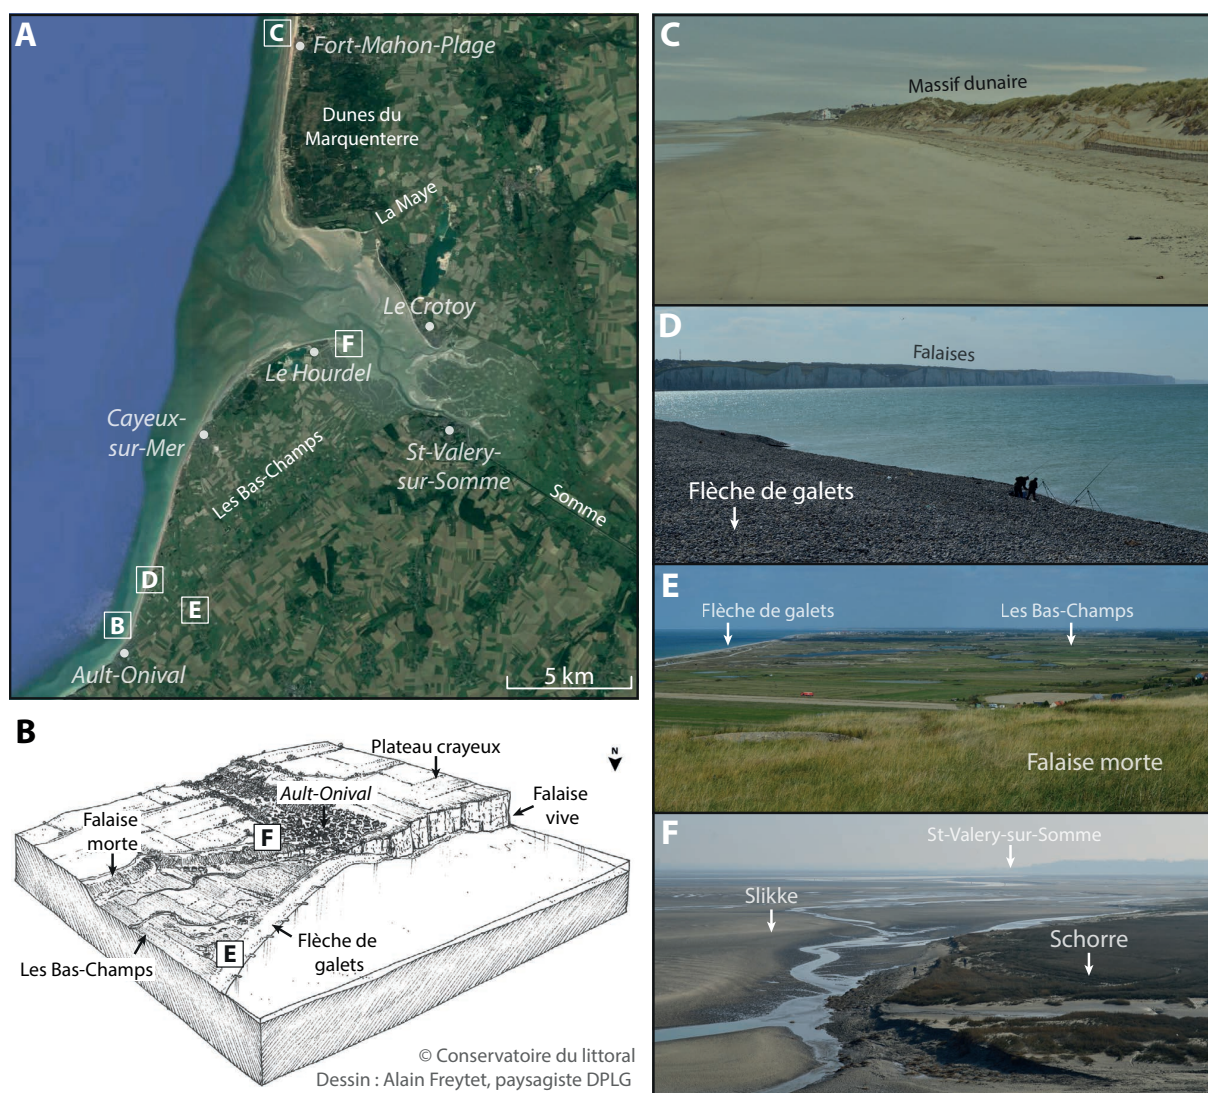 A
C
Fort-Mahon-Plage
Dunes du
Marquenterre
La Maye
Le Crotoy
F
Le Hourdel
Cayeux-
sur-Mer
Les Bas-Champs
St-Valery-
sur-Somme
Somme
D
E
B
Ault-Onival
5 km
B
Plateau crayeux
N
Ault-Onival
Falaise
vive
Falaise
morte
F
E
Flèche de
galets
Les Bas-Champs
© Conservatoire du littoral
Dessin : Alain Freytet, paysagiste DPLG
C
Massif dunaire
D
Falaises
Flèche de galets
E
Flèche de galets
Les Bas-Champs
Falaise morte
F
St-Valery-sur-Somme
Slikke
Schorre